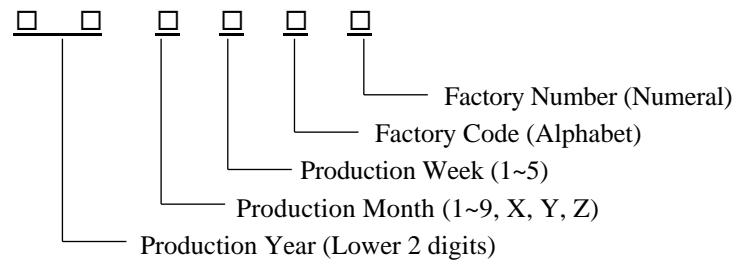 □ □ □ □ □ □
Factory Number (Numeral)
Factory Code (Alphabet)
Production Week (1~5)
Production Month (1~9, X, Y, Z)
Production Year (Lower 2 digits)